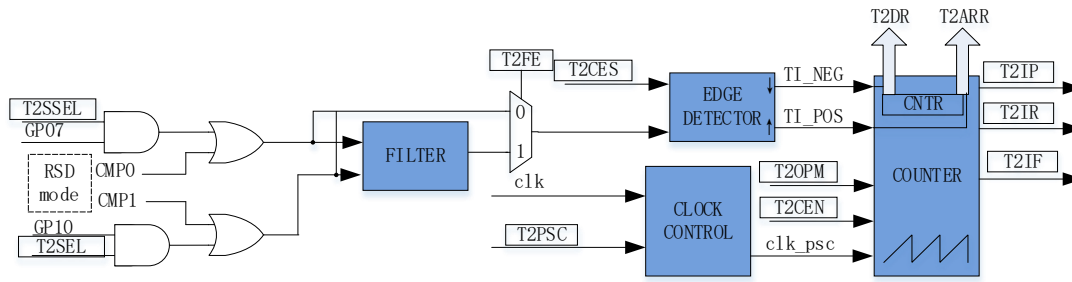 T2DR
T2ARR
T2FE
T2CES
TI_NEG
T2IP
T2SSEL
GP07
EDGE
DETECTOR
CNTR
0
TI_POS
T2IR
CMP0
FILTER
1
RSD
mode
CMP1
clk
T2OPM
COUNTER
T2IF
GP10
T2SEL
CLOCK
CONTROL
T2CEN
T2PSC
clk_psc